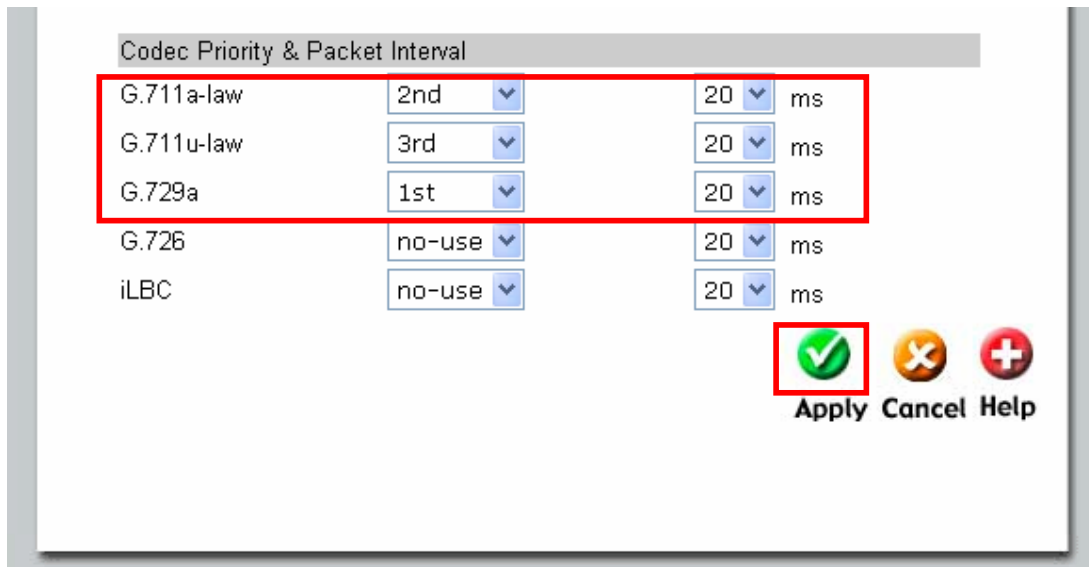 Codec Priority & Packet Interval
G.711a-law 2nd 20 ms
G.711u-law 3rd 20 ms
G.729a 1st 20 ms
G.726 no-use 20 ms
iLBC no-use 20 ms
Apply Cancel Help